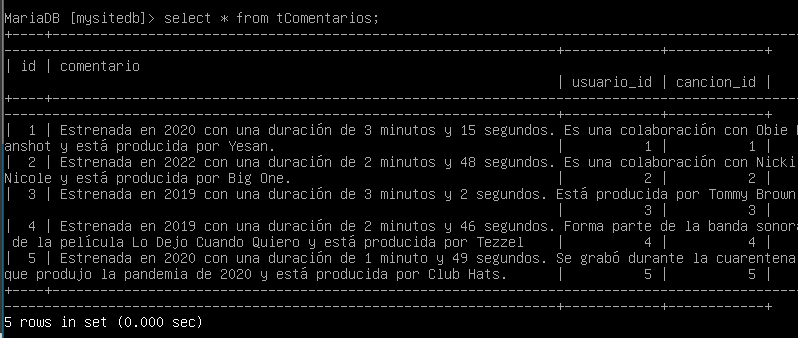 MariaDB [mysitedb]> select * from tComentarios;
| id | comentario
| usuario_id | cancion_id |
| 1 | Estrenada en 2020 con una duración de 3 minutos y 15 segundos. Es una colaboración con Obie
anshot y está producida por Yesan. | 1 | 1 |
| 2 | Estrenada en 2022 con una duración de 2 minutos y 48 segundos. Es una colaboración con Nicki
Nicole y está producida por Big One. | 2 | 2 |
| 3 | Estrenada en 2019 con una duración de 3 minutos y 2 segundos. Está producida por Tommy Brown
| 3 | 3 |
| 4 | Estrenada en 2019 con una duración de 2 minutos y 46 segundos. Forma parte de la banda sonora
de la película Lo Dejo Cuando Quiero y está producida por Tezzel | 4 | 4 |
| 5 | Estrenada en 2020 con una duración de 1 minuto y 49 segundos. Se grabó durante la cuarentena
que produjo la pandemia de 2020 y está producida por Club Hats. | 5 | 5 |
5 rows in set (0.000 sec)